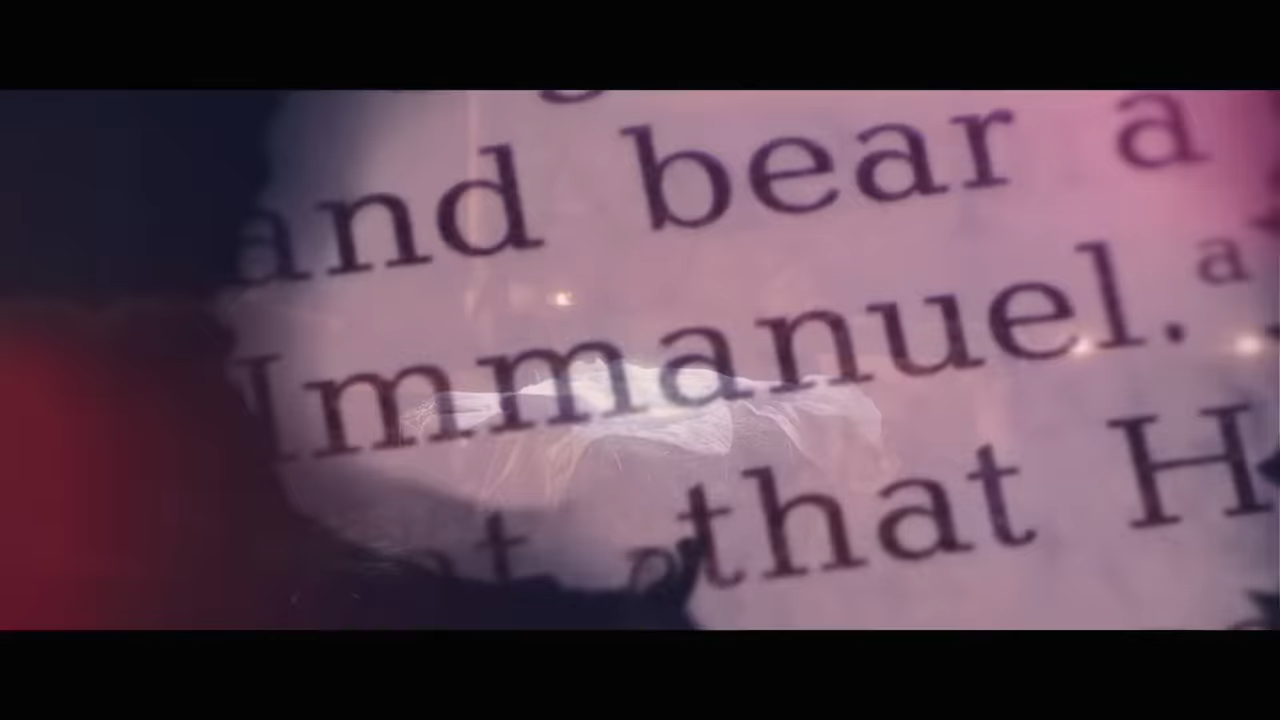 and bear a
Immanuel. a
that H